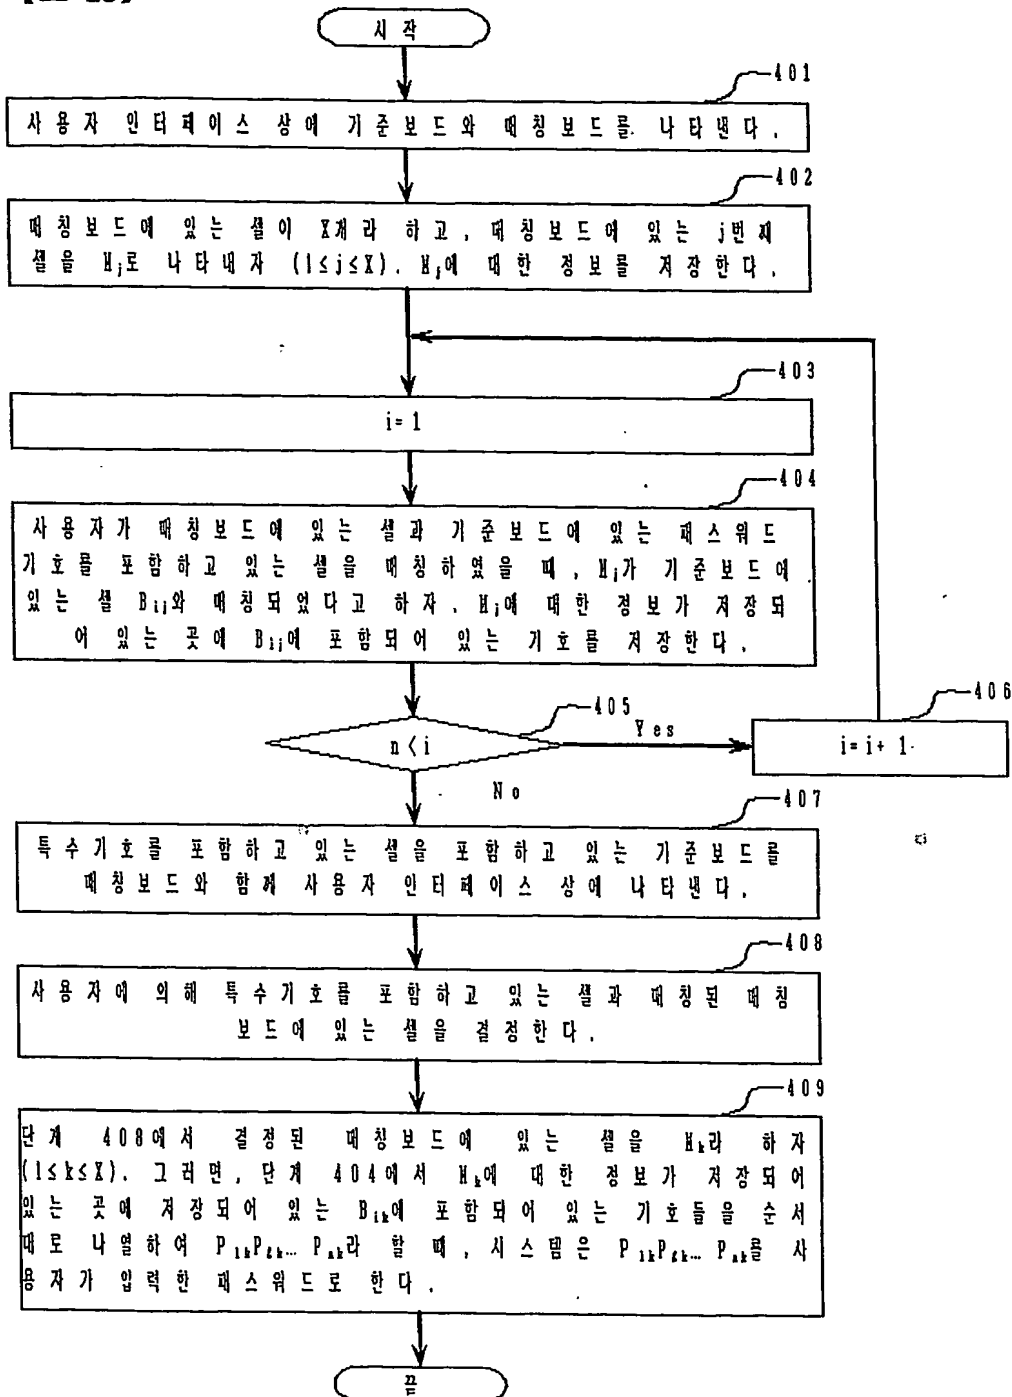 시작
401
사용자 인터페이스 상에 기준보드와 매칭보드를 나타낸다.
402
매칭보드에 있는 셀이 X개라 하고, 매칭보드에 있는 j번째
셀을 Mj로 나타내자 (1≤j≤X). Mj에 대한 정보를 저장한다.
403
i=1
404
사용자가 매칭보드에 있는 셀과 기준보드에 있는 패스워드
기호를 포함하고 있는 셀을 매칭하였을 때, Mj가 기준보드에
있는 셀 Bij와 매칭되었다고 하자. Mj에 대한 정보가 저장되
어 있는 곳에 Bij에 포함되어 있는 기호를 저장한다.
405
n<i
Yes
406
i=i+1
No
407
특수기호를 포함하고 있는 셀을 포함하고 있는 기준보드를
매칭보드와 함께 사용자 인터페이스 상에 나타낸다.
408
사용자에 의해 특수기호를 포함하고 있는 셀과 매칭된 매칭
보드에 있는 셀을 결정한다.
409
단계 408에서 결정된 매칭보드에 있는 셀을 Mk라 하자
(1≤k≤X). 그러면, 단계 404에서 Mk에 대한 정보가 저장되어
있는 곳에 저장되어 있는 Bik에 포함되어 있는 기호들을 순서
대로 나열하여 P1kP2k... Pnk라 할 때, 시스템은 P1kP2k... Pnk를 사
용자가 입력한 패스워드로 한다.
끝